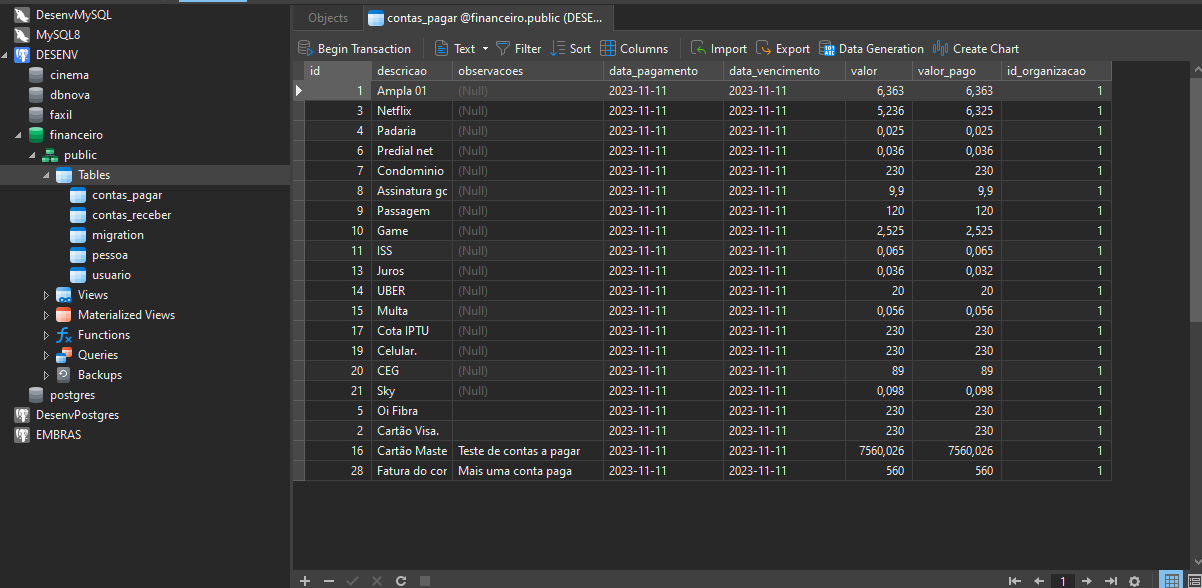 DesenvMySQL
MySQL8
DESENV
cinema
dbnova
faxil
financeiro
public
Tables
contas_pagar
contas_receber
migration
pessoa
usuario
Views
Materialized Views
Functions
Queries
Backups
postgres
DesenvPostgres
EMBRAS
Objects contas_pagar @financeiro.public (DESE...
Begin Transaction Text Filter Sort Columns Import Export Data Generation Create Chart
id descricao observacoes data_pagamento data_vencimento valor valor_pago id_organizacao
1 Ampla 01 (Null) 2023-11-11 2023-11-11 6,363 6,363 1
3 Netflix (Null) 2023-11-11 2023-11-11 5,236 6,325 1
4 Padaria (Null) 2023-11-11 2023-11-11 0,025 0,025 1
6 Predial net (Null) 2023-11-11 2023-11-11 0,036 0,036 1
7 Condominio (Null) 2023-11-11 2023-11-11 230 230 1
8 Assinatura gc (Null) 2023-11-11 2023-11-11 9,9 9,9 1
9 Passagem (Null) 2023-11-11 2023-11-11 120 120 1
10 Game (Null) 2023-11-11 2023-11-11 2,525 2,525 1
11 ISS (Null) 2023-11-11 2023-11-11 0,065 0,065 1
13 Juros (Null) 2023-11-11 2023-11-11 0,036 0,032 1
14 UBER (Null) 2023-11-11 2023-11-11 20 20 1
15 Multa (Null) 2023-11-11 2023-11-11 0,056 0,056 1
17 Cota IPTU (Null) 2023-11-11 2023-11-11 230 230 1
19 Celular. (Null) 2023-11-11 2023-11-11 230 230 1
20 CEG (Null) 2023-11-11 2023-11-11 89 89 1
21 Sky (Null) 2023-11-11 2023-11-11 0,098 0,098 1
5 Oi Fibra 2023-11-11 2023-11-11 230 230 1
2 Cartão Visa. 2023-11-11 2023-11-11 230 230 1
16 Cartão Maste Teste de contas a pagar 2023-11-11 2023-11-11 7560,026 7560,026 1
28 Fatura do cor Mais uma conta paga 2023-11-11 2023-11-11 560 560 1
1